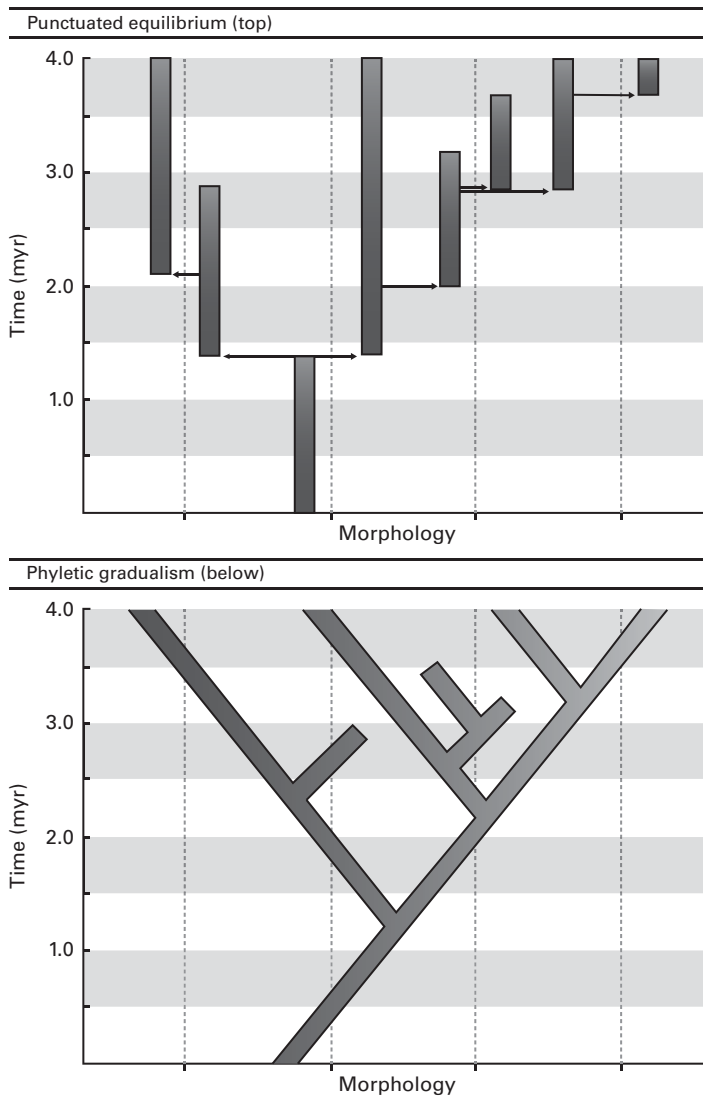 Punctuated equilibrium (top)
4.0
3.0
2.0
1.0
Time (myr)
Morphology
Phyletic gradualism (below)
4.0
3.0
2.0
1.0
Time (myr)
Morphology